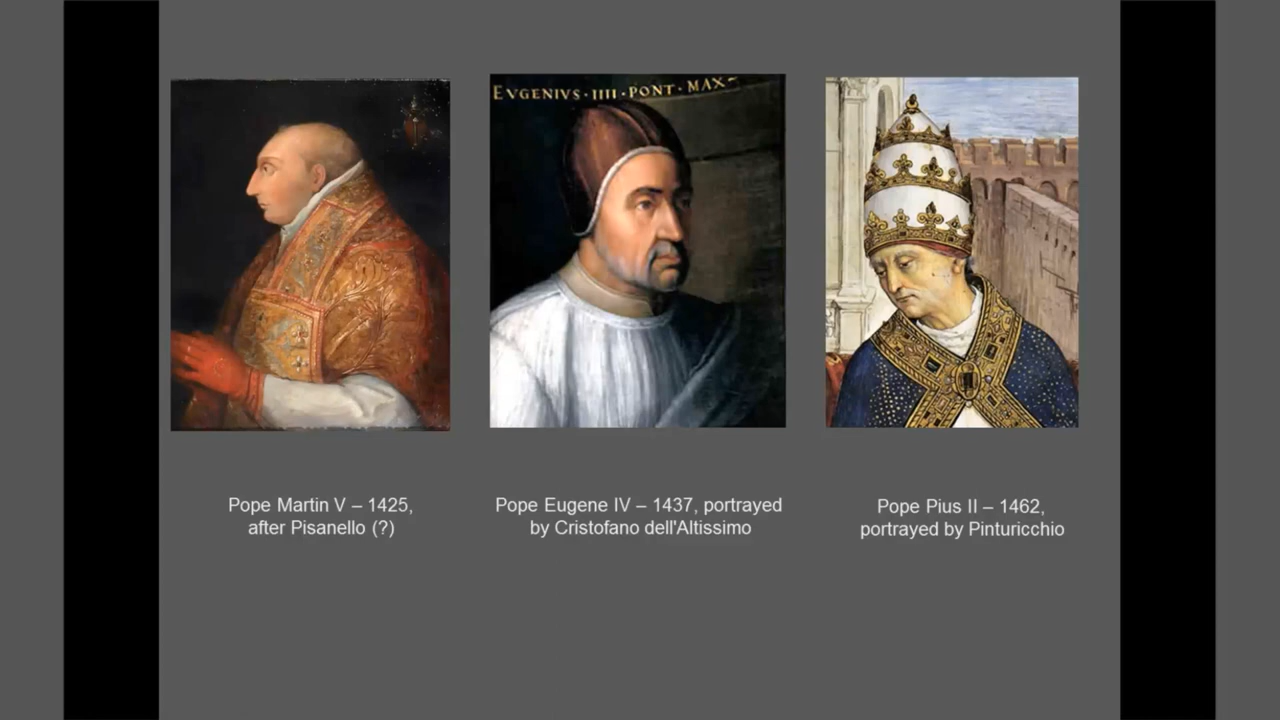 EVGENIVS · IIII · PONT · MAX
Pope Martin V – 1425,
after Pisanello (?)
Pope Eugene IV – 1437, portrayed
by Cristofano dell'Altissimo
Pope Pius II – 1462,
portrayed by Pinturicchio